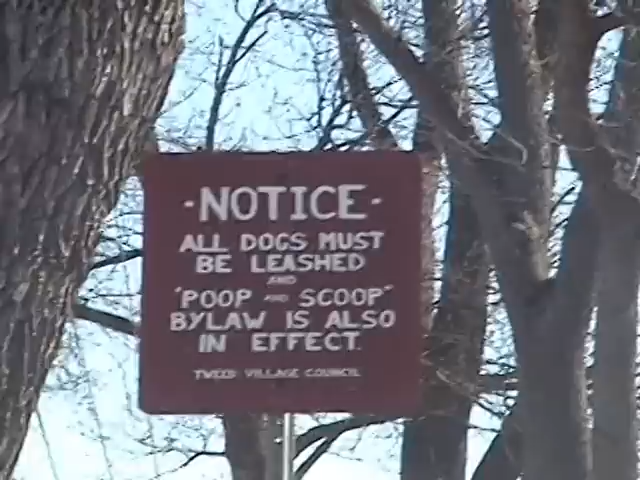 -NOTICE-
ALL DOGS MUST
BE LEASHED
AND
"POOP AND SCOOP"
BYLAW IS ALSO
IN EFFECT.
TWEED VILLAGE COUNCIL